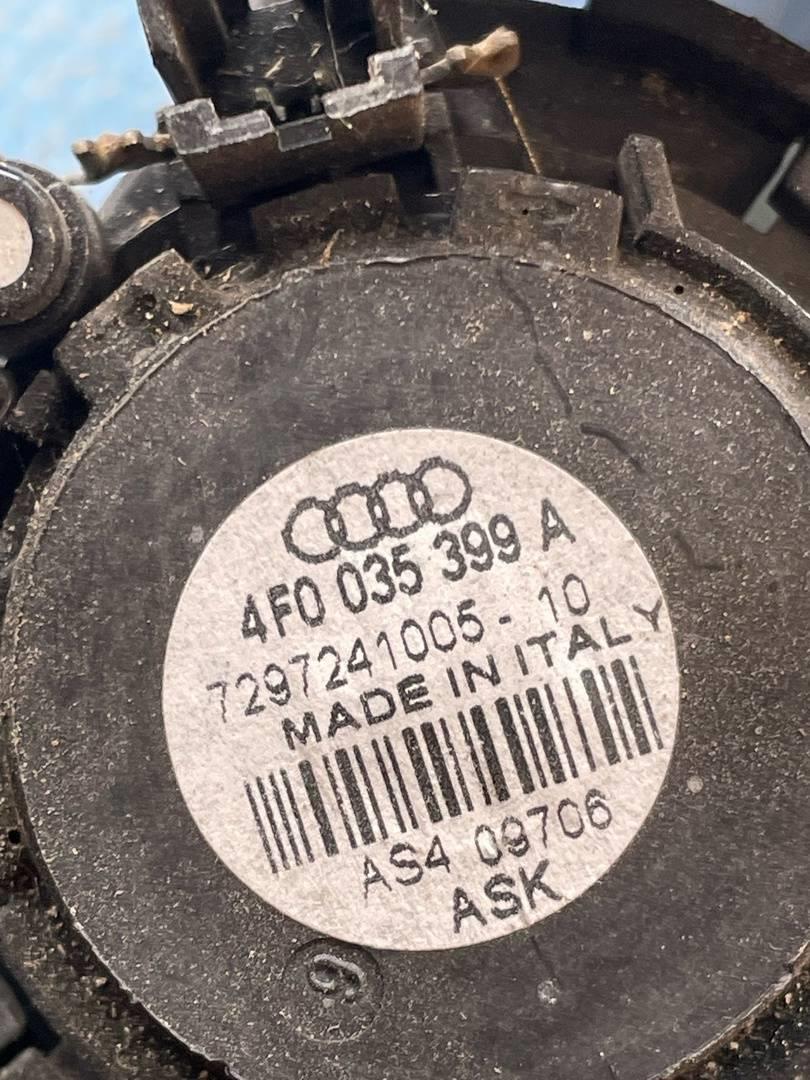 4F0 035 399 A
7297241005 - 10
MADE IN ITALY
AS4 09706
ASK